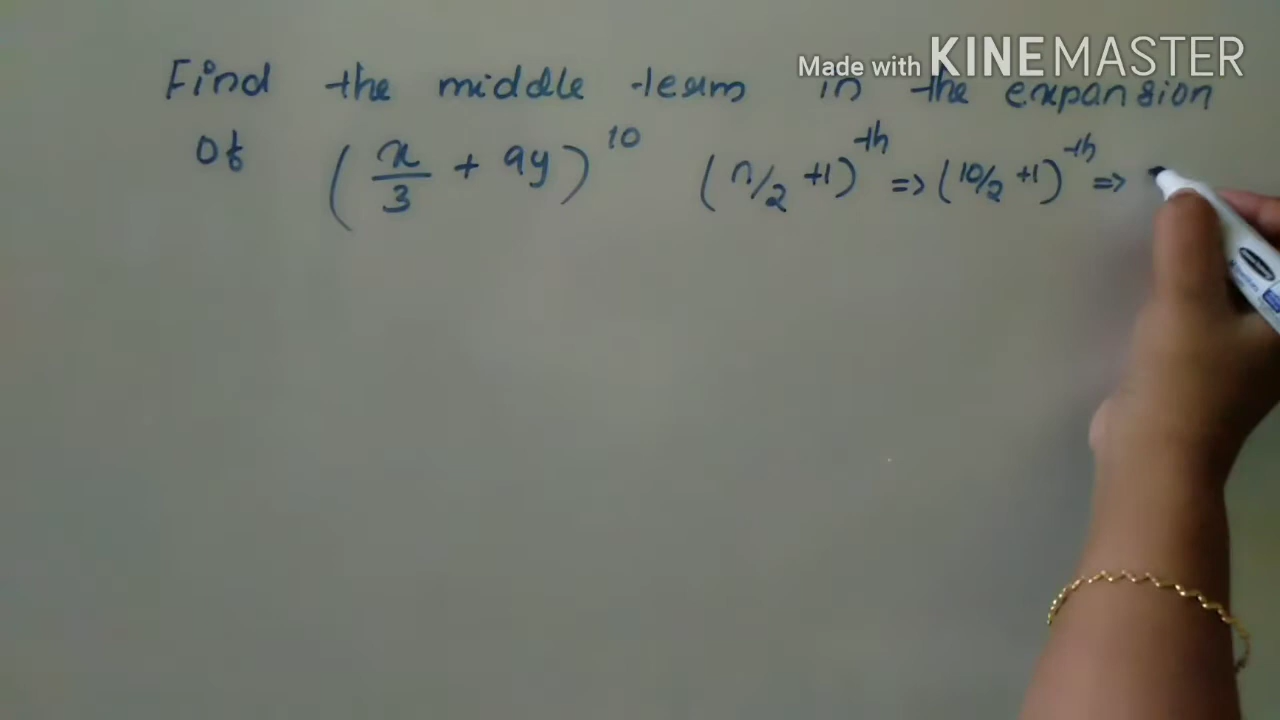 Made with KINEMASTER
Find the middle term in the expansion
of (x/3 + 9y)^10 (n/2 +1)^th => (10/2 +1)^th =>